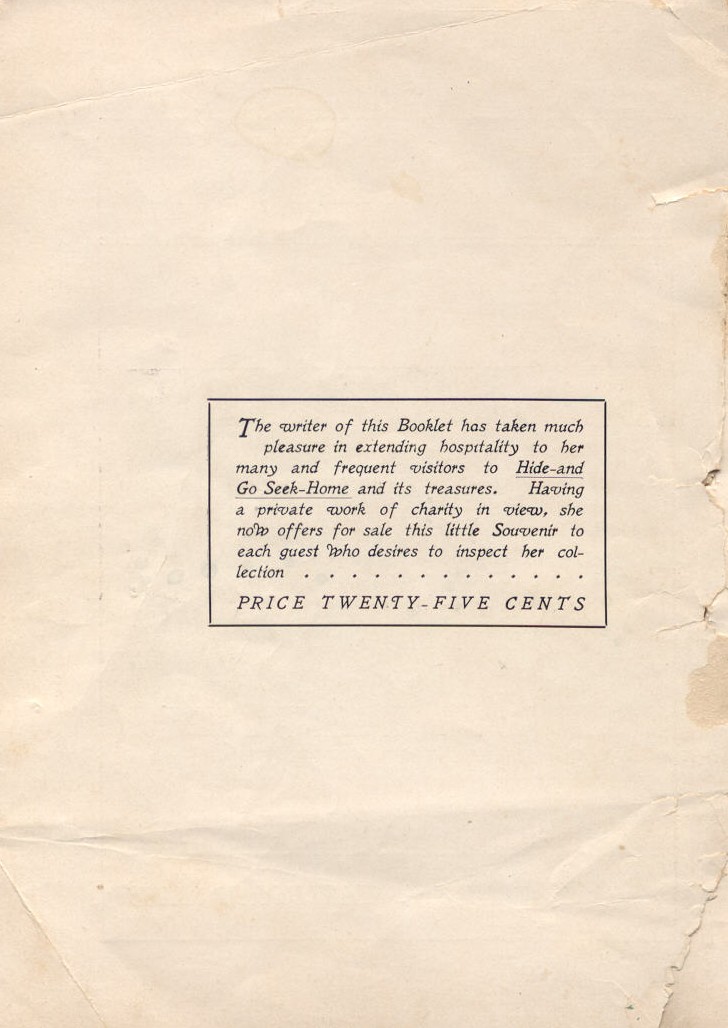 The writer of this Booklet has taken much
pleasure in extending hospitality to her
many and frequent visitors to Hide-and
Go Seek-Home and its treasures. Having
a private work of charity in view, she
now offers for sale this little Souvenir to
each guest who desires to inspect her col-
lection . . . . . . . . . . . . .
PRICE TWENTY-FIVE CENTS